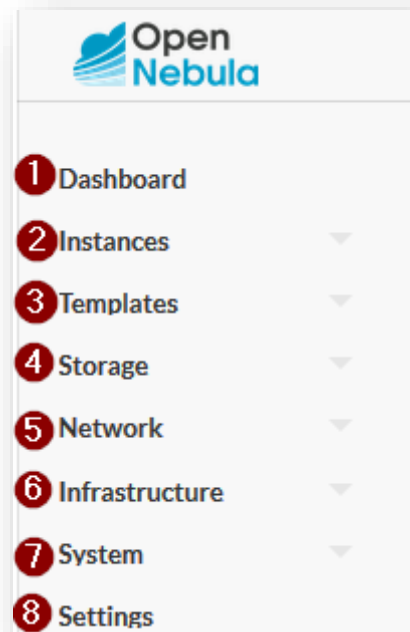 Open
Nebula
1 Dashboard
2 Instances
3 Templates
4 Storage
5 Network
6 Infrastructure
7 System
8 Settings